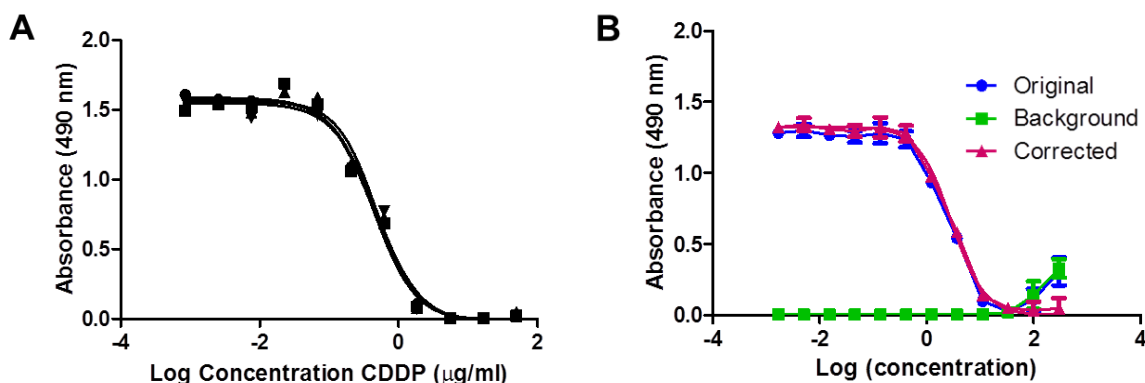 A
Absorbance (490 nm)
2.0
1.5
1.0
0.5
0.0
-4
-2
0
2
Log Concentration CDDP (μg/ml)
B
Absorbance (490 nm)
2.0
1.5
1.0
0.5
0.0
-4
-2
0
2
4
Log (concentration)
Original
Background
Corrected